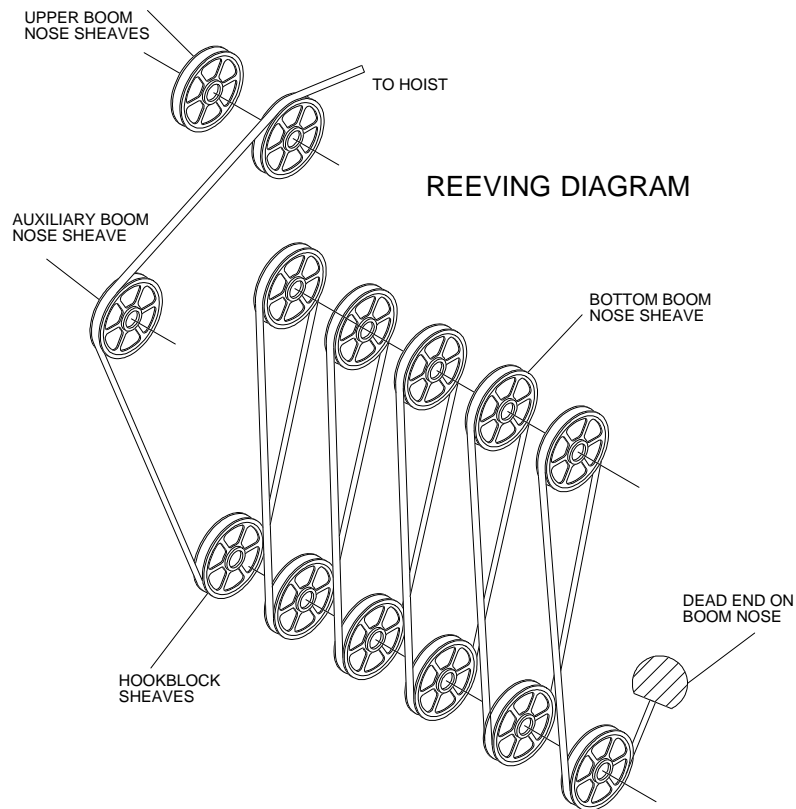 UPPER BOOM
NOSE SHEAVES
TO HOIST
REEVING DIAGRAM
AUXILIARY BOOM
NOSE SHEAVE
BOTTOM BOOM
NOSE SHEAVE
DEAD END ON
BOOM NOSE
HOOKBLOCK
SHEAVES